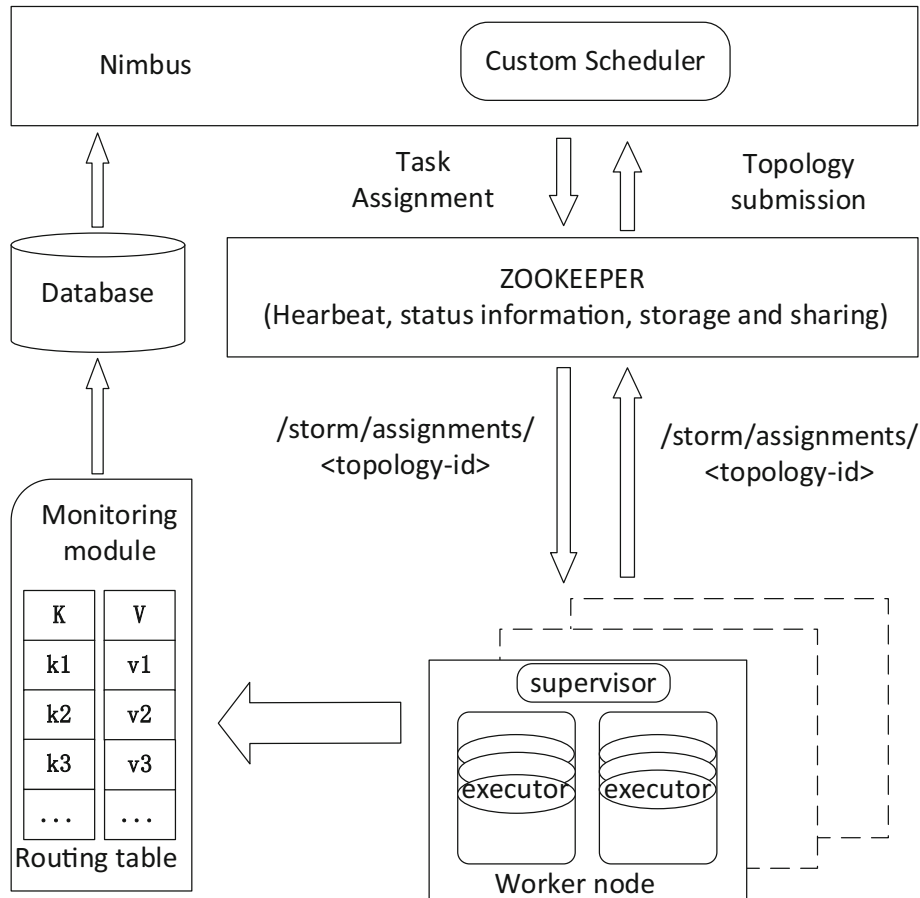 Nimbus
Custom Scheduler
Task
Assignment
Topology
submission
Database
ZOOKEEPER
(Hearbeat, status information, storage and sharing)
/storm/assignments/
<topology-id>
/storm/assignments/
<topology-id>
Monitoring
module
K V
k1 v1
k2 v2
k3 v3
... ...
Routing table
supervisor
executor executor
Worker node